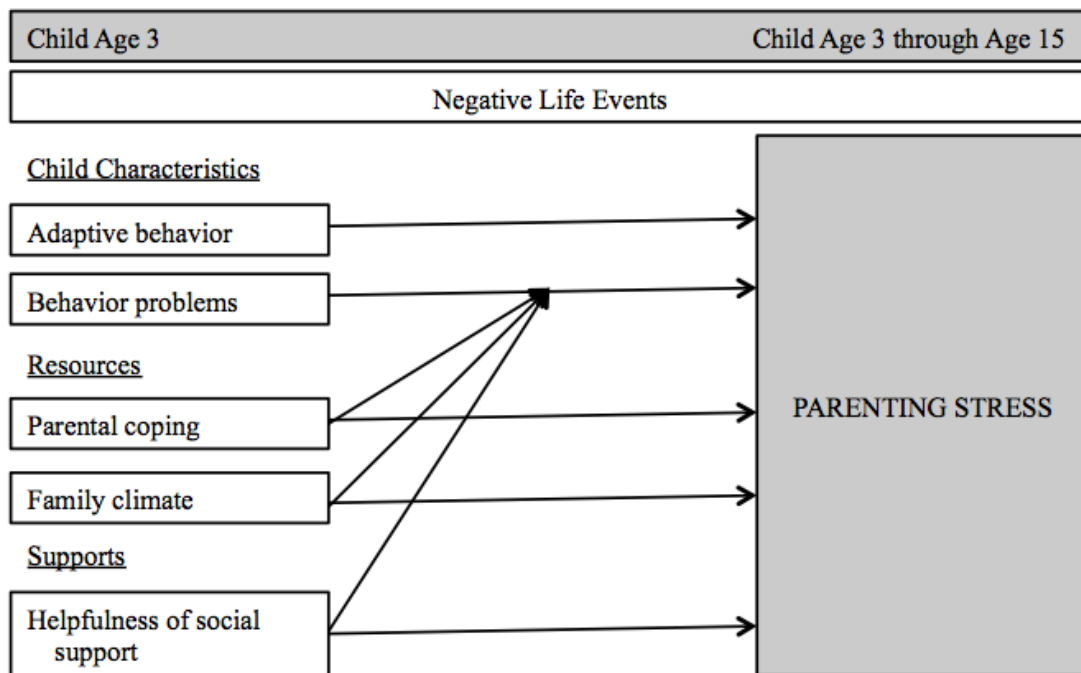 Child Age 3 Child Age 3 through Age 15
Negative Life Events
Child Characteristics
Adaptive behavior
Behavior problems
Resources
Parental coping
PARENTING STRESS
Family climate
Supports
Helpfulness of social
support